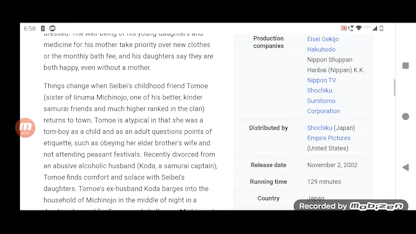 6:58
dressed. The well-being of his young daughters and
medicine for his mother take priority over new clothes
or the monthly bath fee, and his daughters say they are
both happy, even without a mother.
Things change when Seibei's childhood friend Tomoe
(sister of Iinuma Michinojo, one of his better, kinder
samurai friends and much higher ranked in the clan)
returns to town. Tomoe is atypical in that she was a
tom-boy as a child and as an adult questions points of
etiquette, such as obeying her elder brother's wife and
not attending peasant festivals. Recently divorced from
an abusive alcoholic husband (Koda, a samurai captain),
Tomoe finds comfort and solace with Seibei's
daughters. Tomoe's ex-husband Koda barges into the
household of Michinojo in the middle of night in a
Production
companies
Eisei Gekijo
Hakuhodo
Nippon Shuppan
Hanbai (Nippan) K.K.
Nippon TV
Shochiku
Sumitomo
Corporation
Distributed by
Shochiku (Japan)
Empire Pictures
(United States)
Release date
November 2, 2002
Running time
129 minutes
Country
Japan
Recorded by Mobizen